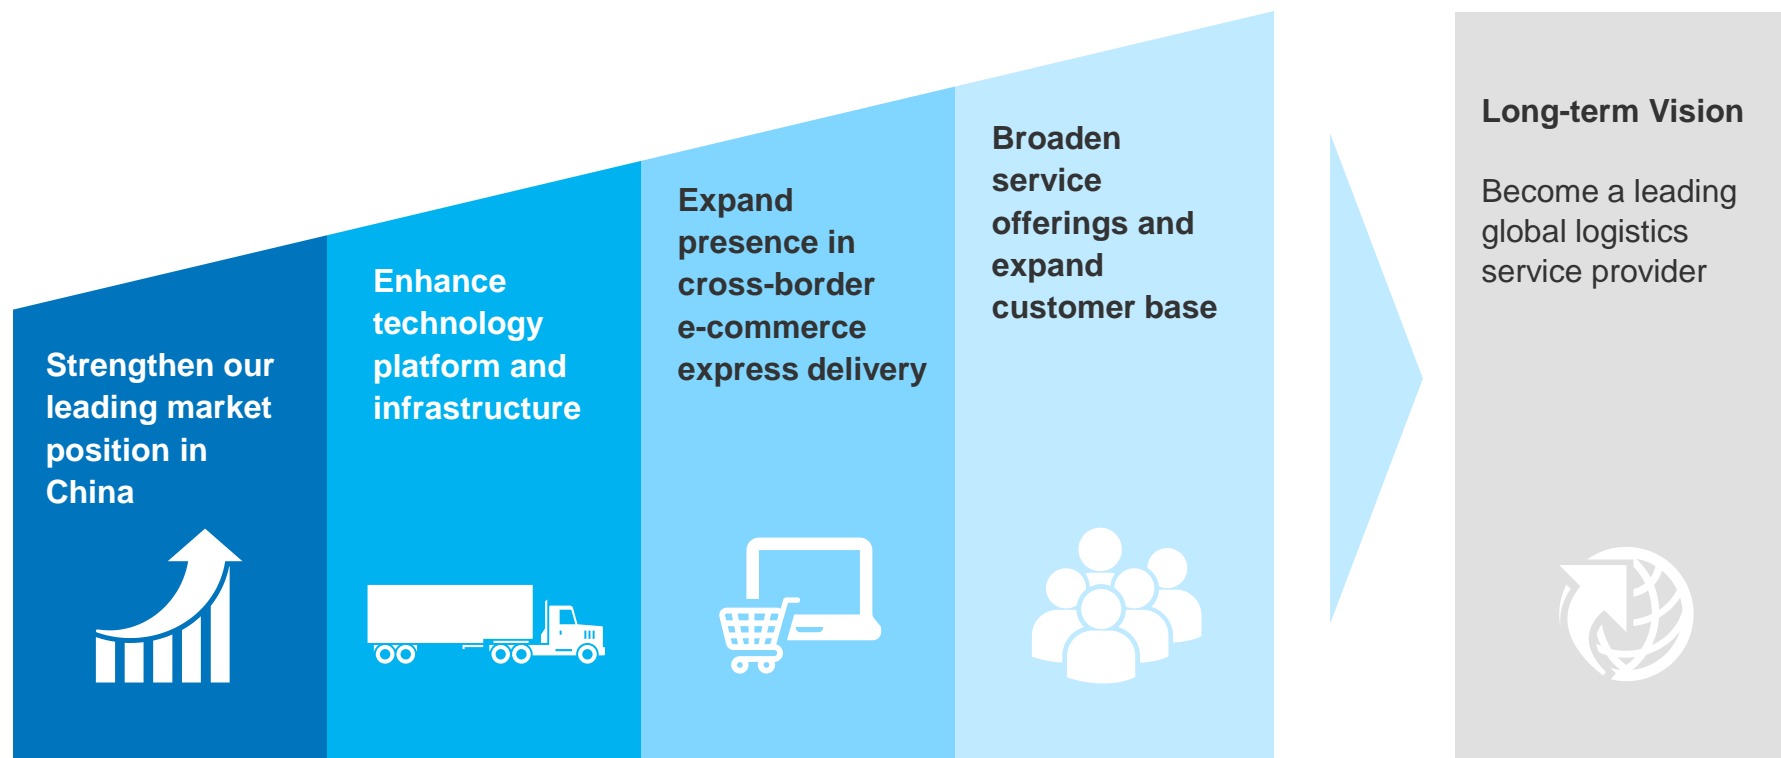 Strengthen our
leading market
position in
China
Enhance
technology
platform and
infrastructure
Expand
presence in
cross-border
e-commerce
express delivery
Broaden
service
offerings and
expand
customer base
Long-term Vision
Become a leading
global logistics
service provider